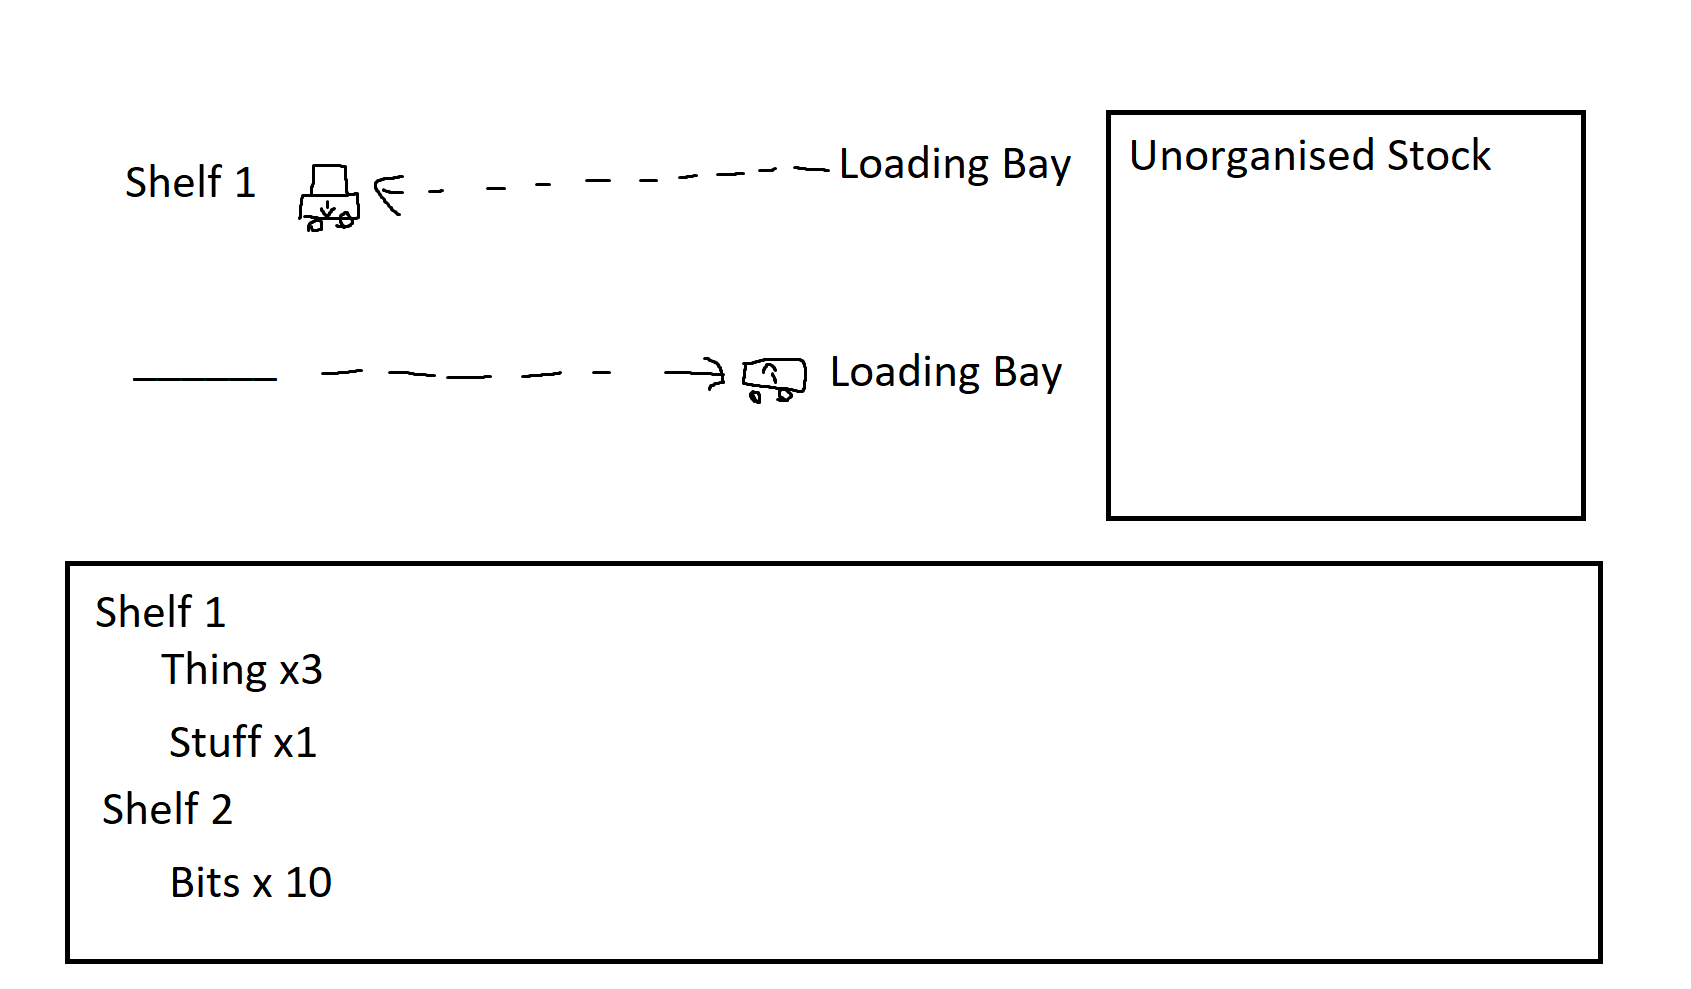 Shelf 1
Loading Bay
Unorganised Stock
Loading Bay
Shelf 1
Thing x3
Stuff x1
Shelf 2
Bits x 10